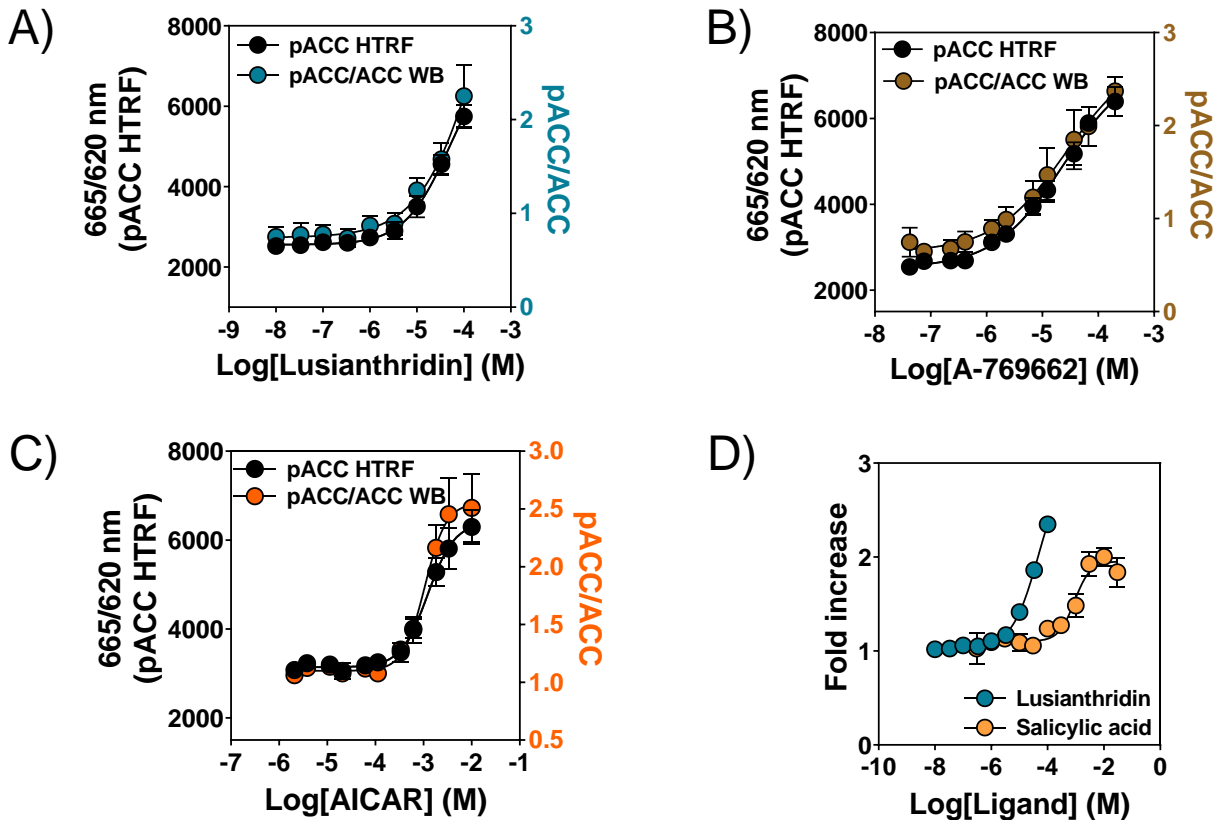 A)
8000
6000
4000
2000
665/620 nm
(pACC HTRF)
pACC HTRF
pACC/ACC WB
3
2
1
0
pACC/ACC
-9 -8 -7 -6 -5 -4 -3
Log[Lusianthridin] (M)
B)
8000
6000
4000
2000
665/620 nm
(pACC HTRF)
pACC HTRF
pACC/ACC WB
3
2
1
0
pACC/ACC
-8 -7 -6 -5 -4 -3
Log[A-769662] (M)
C)
8000
6000
4000
2000
665/620 nm
(pACC HTRF)
pACC HTRF
pACC/ACC WB
3.0
2.5
2.0
1.5
1.0
0.5
pACC/ACC
-7 -6 -5 -4 -3 -2 -1
Log[AICAR] (M)
D)
3
2
1
0
Fold increase
Lusianthridin
Salicylic acid
-10 -8 -6 -4 -2 0
Log[Ligand] (M)